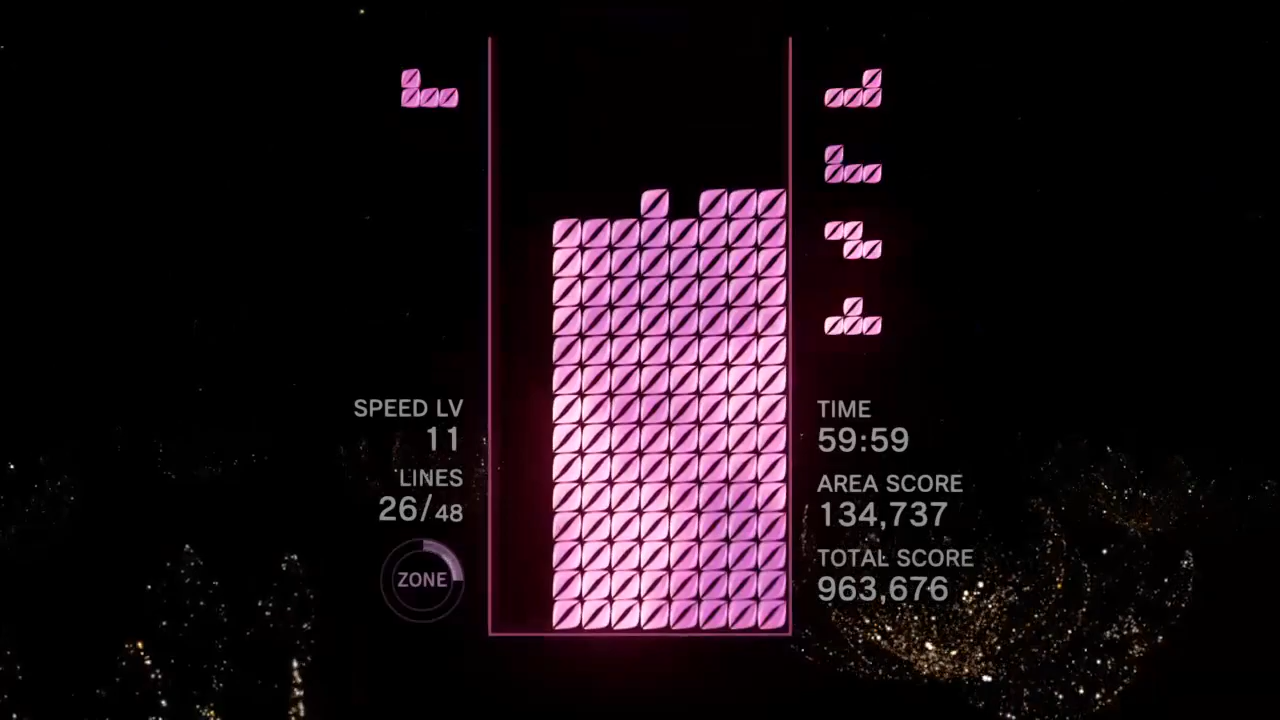 SPEED LV
11
LINES
26/48
ZONE
TIME
59:59
AREA SCORE
134,737
TOTAL SCORE
963,676